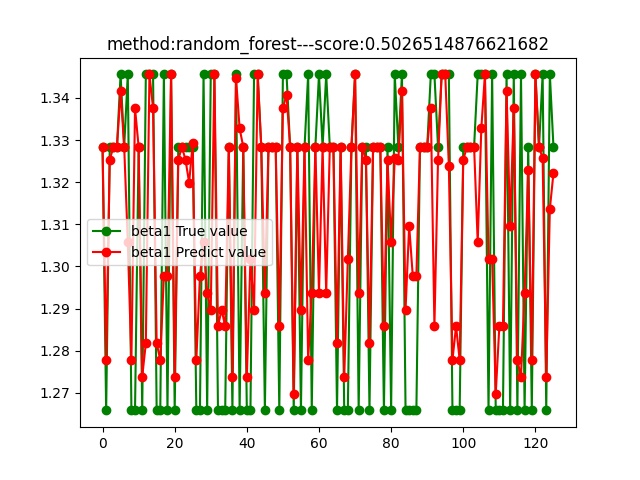 method:random_forest---score:0.5026514876621682
1.34
1.33
1.32
1.31
1.30
1.29
1.28
1.27
beta1 True value
beta1 Predict value
0 20 40 60 80 100 120